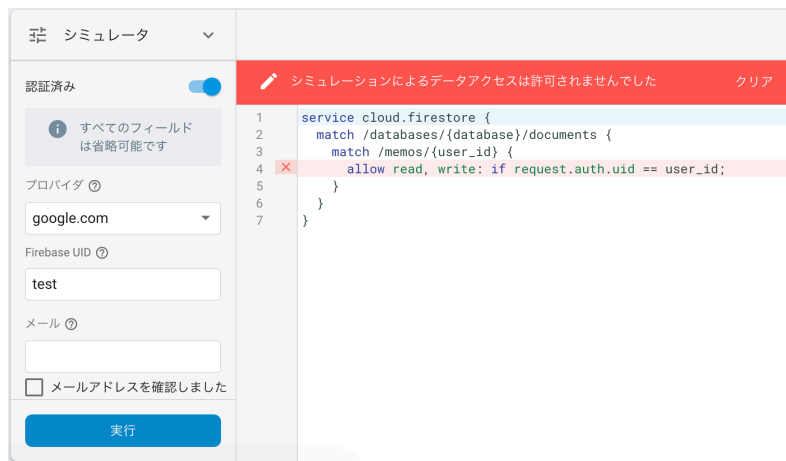 シミュレータ
認証済み
すべてのフィールド
は省略可能です
プロバイダ
google.com
Firebase UID
test
メール
メールアドレスを確認しました
実行
シミュレーションによるデータアクセスは許可されませんでした
クリア
1 service cloud.firestore {
2   match /databases/{database}/documents {
3     match /memos/{user_id} {
4       allow read, write: if request.auth.uid == user_id;
5     }
6   }
7 }